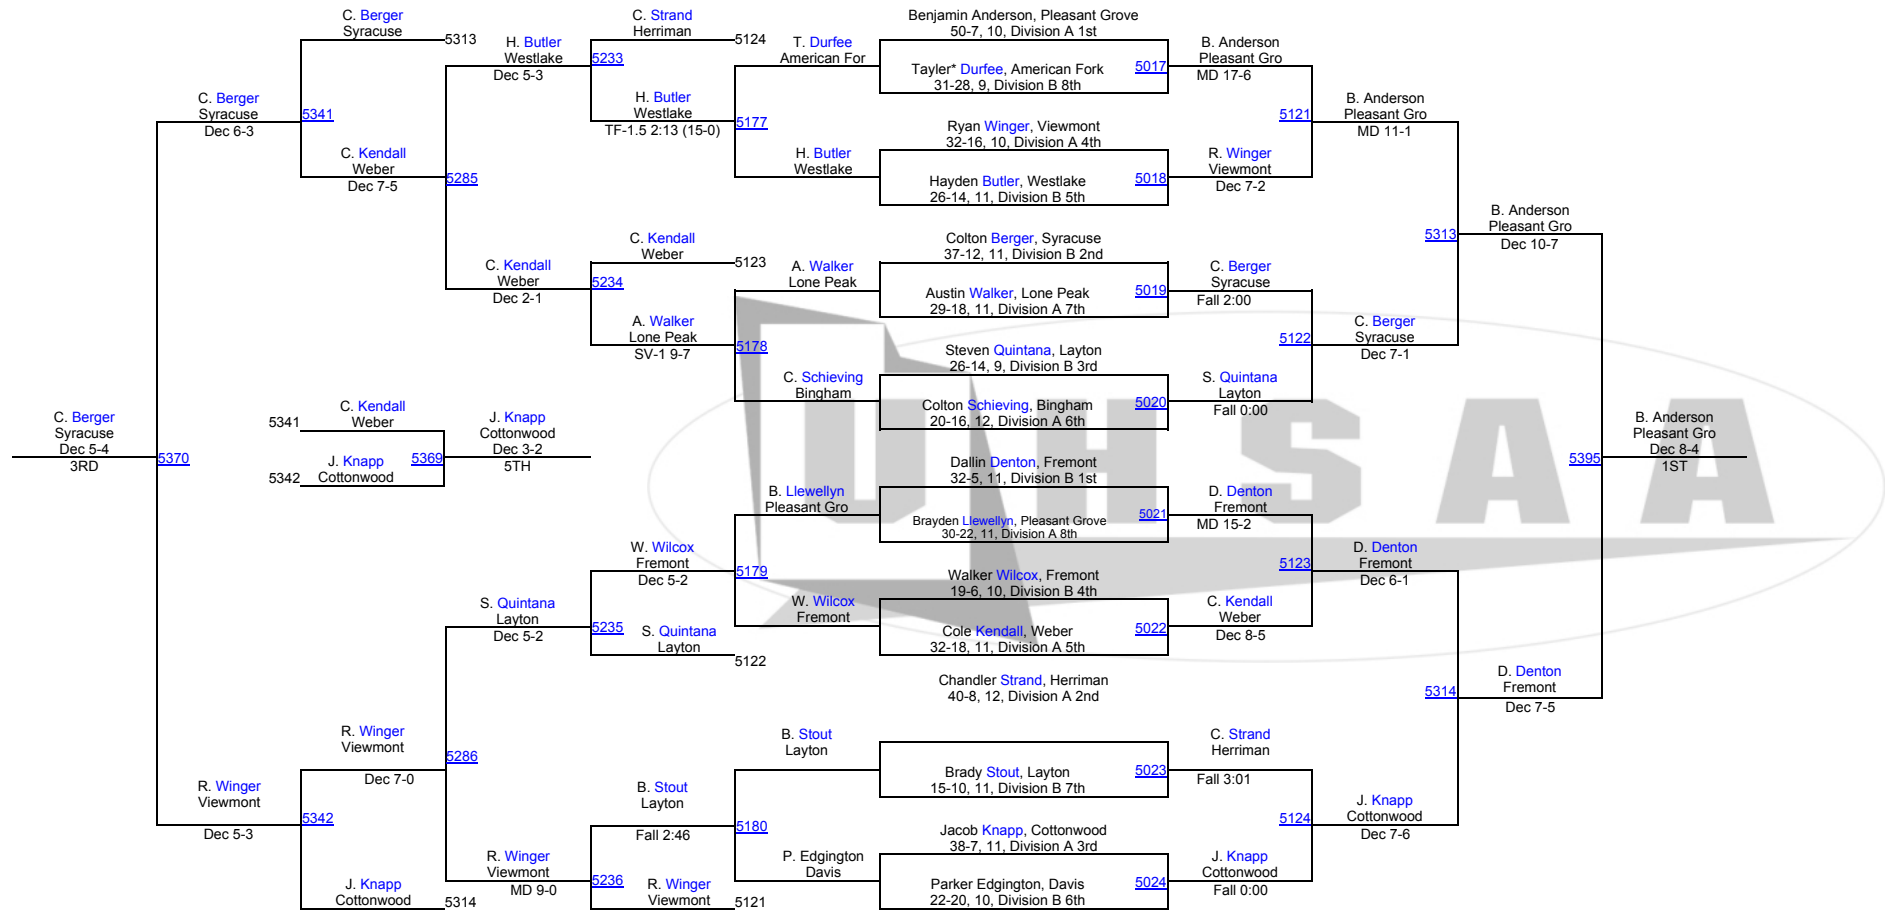 C. Berger
Syracuse
5313
C. Berger
Syracuse
Dec 6-3
5341
C. Kendall
Weber
Dec 7-5
H. Butler
Westlake
Dec 5-3
5285
C. Kendall
Weber
Dec 2-1
C. Strand
Herriman
5124
5233
H. Butler
Westlake
TF-1.5 2:13 (15-0)
C. Kendall
Weber
5123
5234
A. Walker
Lone Peak
SV-1 9-7
T. Durfee
American For
5177
H. Butler
Westlake
A. Walker
Lone Peak
5178
C. Schieving
Bingham
Benjamin Anderson, Pleasant Grove
50-7, 10, Division A 1st
Tayler* Durfee, American Fork
31-28, 9, Division B 8th
5017
Ryan Winger, Viewmont
32-16, 10, Division A 4th
Hayden Butler, Westlake
26-14, 11, Division B 5th
5018
Colton Berger, Syracuse
37-12, 11, Division B 2nd
Austin Walker, Lone Peak
29-18, 11, Division A 7th
5019
Steven Quintana, Layton
26-14, 9, Division B 3rd
Colton Schieving, Bingham
20-16, 12, Division A 6th
5020
B. Anderson
Pleasant Gro
MD 17-6
5121
R. Winger
Viewmont
Dec 7-2
C. Berger
Syracuse
Fall 2:00
5122
S. Quintana
Layton
Fall 0:00
B. Anderson
Pleasant Gro
MD 11-1
5313
C. Berger
Syracuse
Dec 7-1
B. Anderson
Pleasant Gro
Dec 10-7
C. Berger
Syracuse
Dec 5-4
3RD
5370
5341
C. Kendall
Weber
5342
J. Knapp
Cottonwood
5369
J. Knapp
Cottonwood
Dec 3-2
5TH
UHSAA
5395
B. Anderson
Pleasant Gro
Dec 8-4
1ST
Dallin Denton, Fremont
32-5, 11, Division B 1st
Brayden Llewellyn, Pleasant Grove
30-22, 11, Division A 8th
5021
Walker Wilcox, Fremont
19-6, 10, Division B 4th
Cole Kendall, Weber
32-18, 11, Division A 5th
5022
Chandler Strand, Herriman
40-8, 12, Division A 2nd
Brady Stout, Layton
15-10, 11, Division B 7th
5023
Jacob Knapp, Cottonwood
38-7, 11, Division A 3rd
Parker Edgington, Davis
22-20, 10, Division B 6th
5024
B. Llewellyn
Pleasant Gro
5179
W. Wilcox
Fremont
B. Stout
Layton
5180
P. Edgington
Davis
W. Wilcox
Fremont
Dec 5-2
5235
S. Quintana
Layton
5122
B. Stout
Layton
Fall 2:46
5236
R. Winger
Viewmont
5121
S. Quintana
Layton
Dec 5-2
5286
R. Winger
Viewmont
MD 9-0
R. Winger
Viewmont
Dec 7-0
5342
J. Knapp
Cottonwood
5314
R. Winger
Viewmont
Dec 5-3
D. Denton
Fremont
MD 15-2
5123
C. Kendall
Weber
Dec 8-5
C. Strand
Herriman
Fall 3:01
5124
J. Knapp
Cottonwood
Fall 0:00
D. Denton
Fremont
Dec 6-1
5314
J. Knapp
Cottonwood
Dec 7-6
D. Denton
Fremont
Dec 7-5